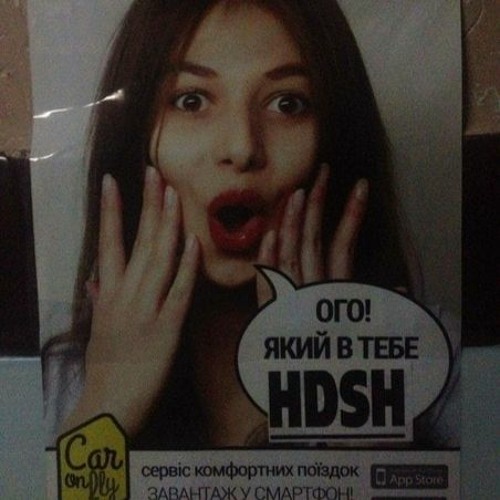 ОГО!
ЯКИЙ В ТЕБЕ
HDSH
Car
on fly
сервіс комфортних поїздок
App Store
ЗАВАНТАЖ У СМАРТФОН!